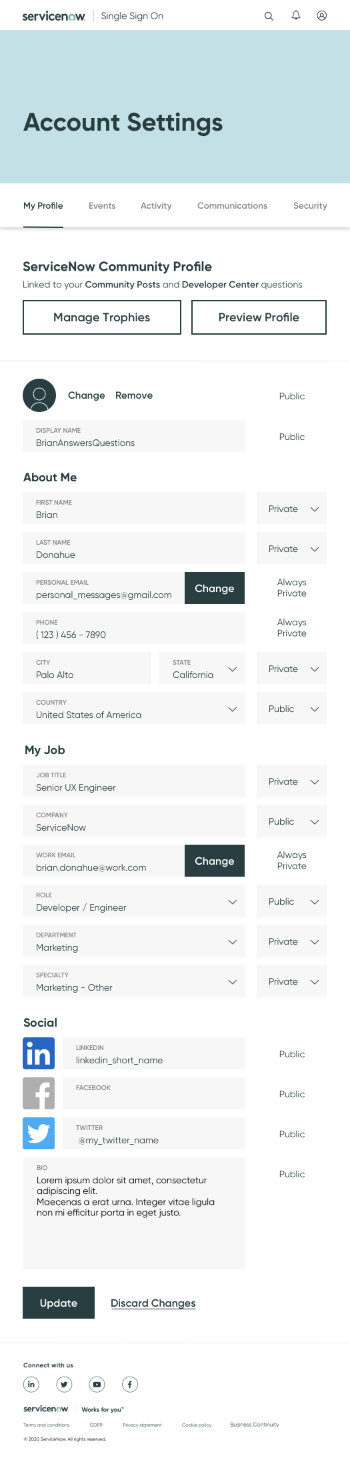 servicenow. Single Sign On
Account Settings
My Profile Events Activity Communications Security
ServiceNow Community Profile
Linked to your Community Posts and Developer Center questions
Manage Trophies Preview Profile
Change Remove Public
DISPLAY NAME
BrianAnswersQuestions Public
About Me
FIRST NAME
Brian Private
LAST NAME
Donahue Private
PERSONAL EMAIL
personal_messages@gmail.com Change Always Private
PHONE
( 123 ) 456 - 7890 Always Private
CITY STATE
Palo Alto California Private
COUNTRY
United States of America Public
My Job
JOB TITLE
Senior UX Engineer Private
COMPANY
ServiceNow Public
WORK EMAIL
brian.donahue@work.com Change Always Private
ROLE
Developer / Engineer Public
DEPARTMENT
Marketing Private
SPECIALTY
Marketing - Other Private
Social
in LINKEDIN
linkedin_short_name Public
f FACEBOOK Public
TWITTER
@my_twitter_name Public
BIO Public
Lorem ipsum dolor sit amet, consectetur
adipiscing elit.
Maecenas a erat urna. Integer vitae ligula
non mi efficitur porta in eget justo.
Update Discard Changes
Connect with us
in f
servicenow. Works for you™
Terms and conditions GDPR Privacy statement Cookie policy Business Continuity
© 2020 ServiceNow. All rights reserved.